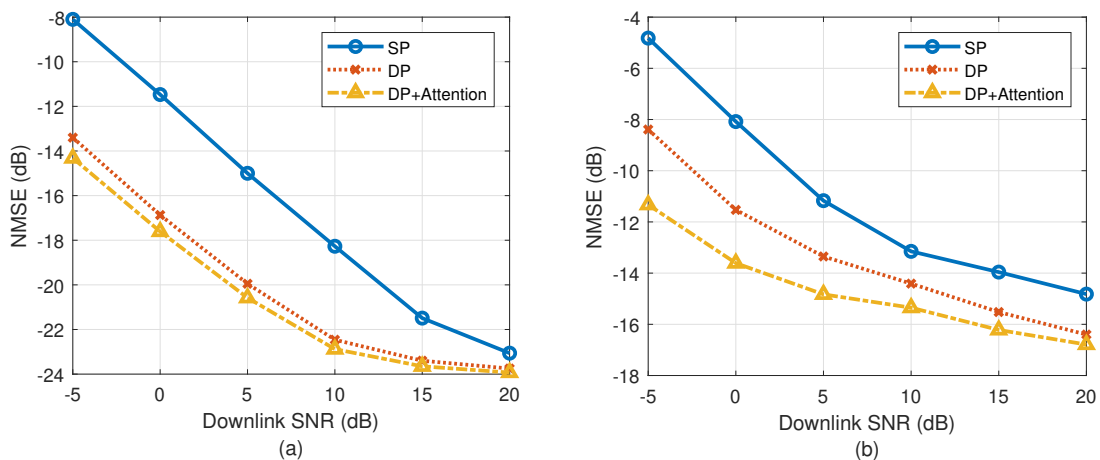 -8
-10
-12
-14
-16
-18
-20
-22
-24
NMSE (dB)
-5 0 5 10 15 20
Downlink SNR (dB)
(a)
SP
DP
DP+Attention
-4
-6
-8
-10
-12
-14
-16
-18
NMSE (dB)
-5 0 5 10 15 20
Downlink SNR (dB)
(b)
SP
DP
DP+Attention